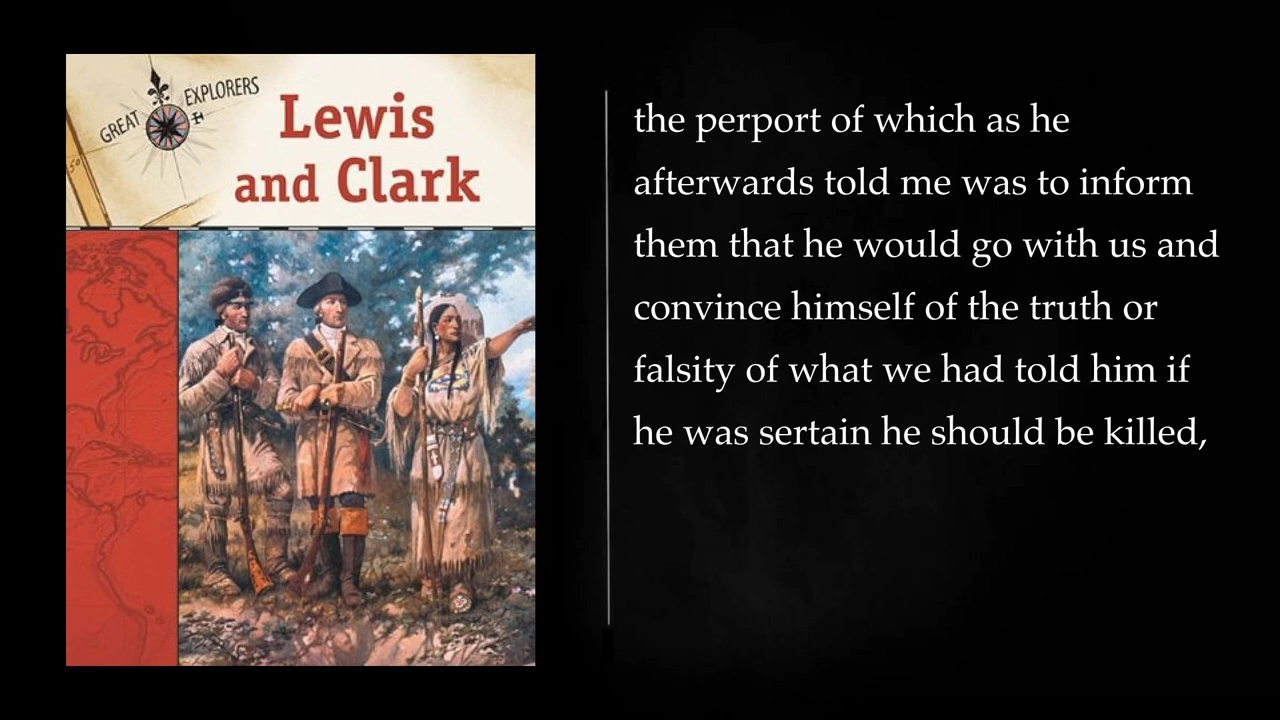 GREAT EXPLORERS
Lewis
and Clark
50
the perport of which as he
afterwards told me was to inform
them that he would go with us and
convince himself of the truth or
falsity of what we had told him if
he was sertain he should be killed,